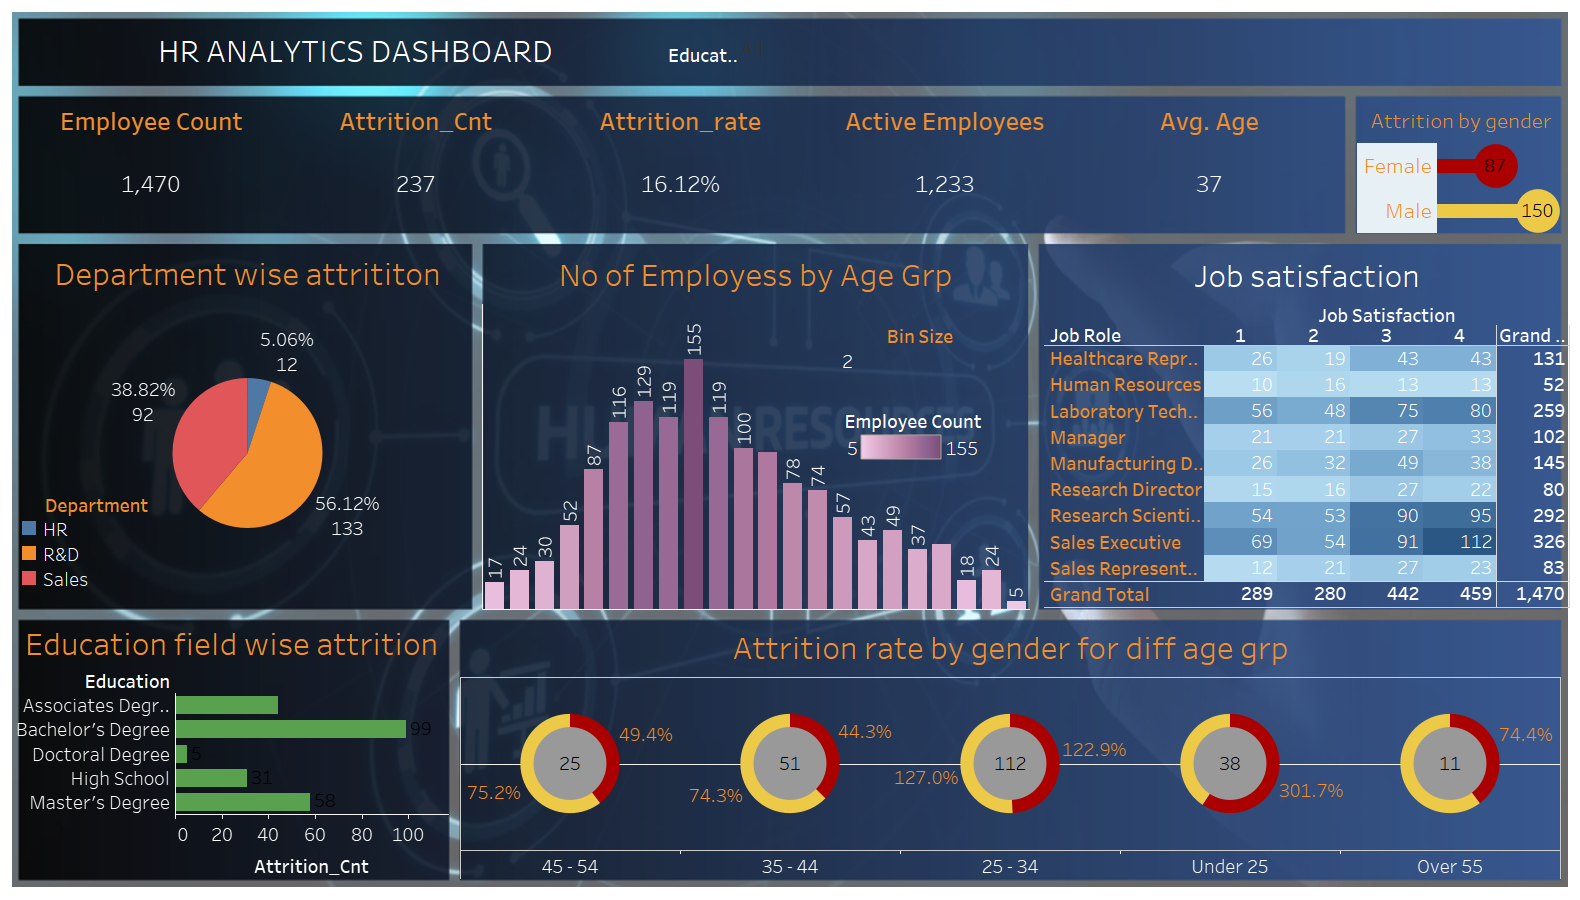 HR ANALYTICS DASHBOARD
Educat..
Employee Count
Attrition_Cnt
Attrition_rate
Active Employees
Avg. Age
1,470
237
16.12%
1,233
37
Attrition by gender
Female 87
Male 150
Department wise attrititon
5.06%
12
38.82%
92
56.12%
133
Department
HR
R&D
Sales
No of Employess by Age Grp
Bin Size
2
Employee Count
5 155
17
24
30
52
87
116
129
119
155
119
100
78
74
57
43
49
37
18
24
5
Job satisfaction
Job Satisfaction
Job Role 1 2 3 4 Grand ..
Healthcare Repr.. 26 19 43 43 131
Human Resources 10 16 13 13 52
Laboratory Tech.. 56 48 75 80 259
Manager 21 21 27 33 102
Manufacturing D.. 26 32 49 38 145
Research Director 15 16 27 22 80
Research Scienti.. 54 53 90 95 292
Sales Executive 69 54 91 112 326
Sales Represent.. 12 21 27 23 83
Grand Total 289 280 442 459 1,470
Education field wise attrition
Education
Associates Degr..
Bachelor's Degree 99
Doctoral Degree 5
High School 31
Master's Degree 58
0 20 40 60 80 100
Attrition_Cnt
Attrition rate by gender for diff age grp
25
49.4%
75.2%
51
44.3%
74.3%
112
122.9%
127.0%
38
301.7%
11
74.4%
45 - 54
35 - 44
25 - 34
Under 25
Over 55